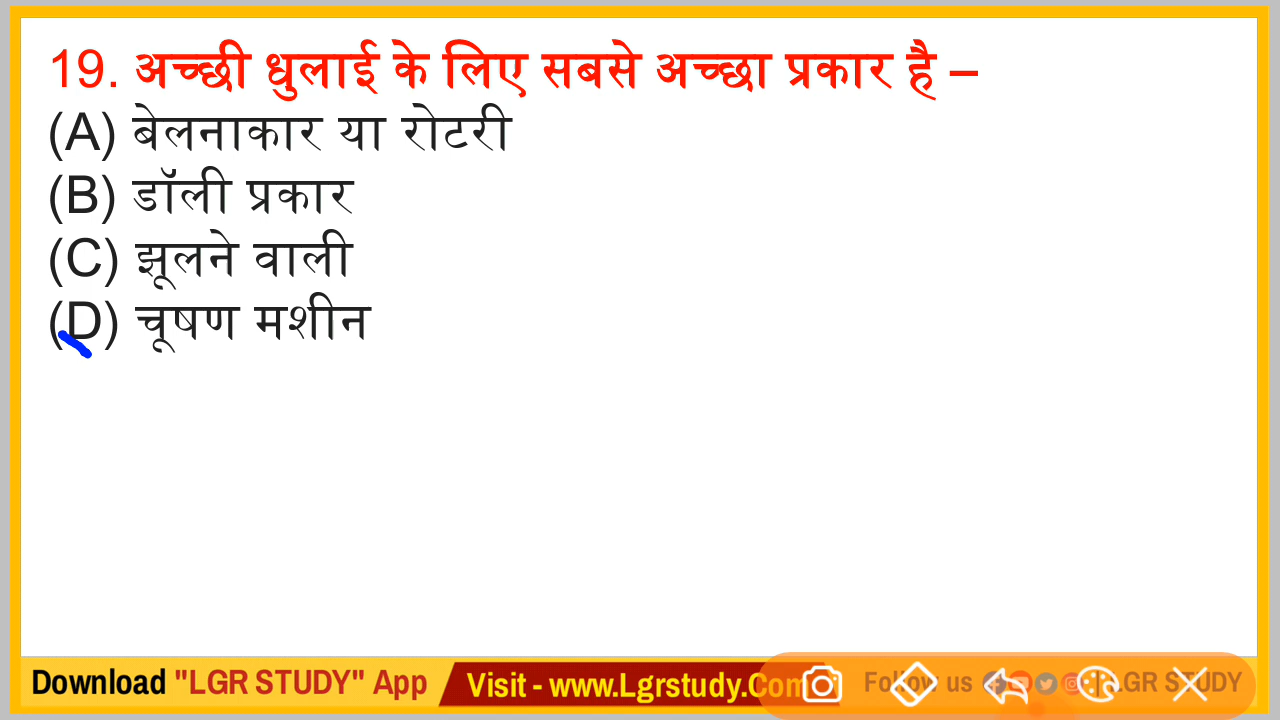 19. अच्छी धुलाई के लिए सबसे अच्छा प्रकार है –
(A) बेलनाकार या रोटरी
(B) डॉली प्रकार
(C) झूलने वाली
(D) चूषण मशीन
Download "LGR STUDY" App Visit - www.Lgrstudy.Com Follow us LGR STUDY